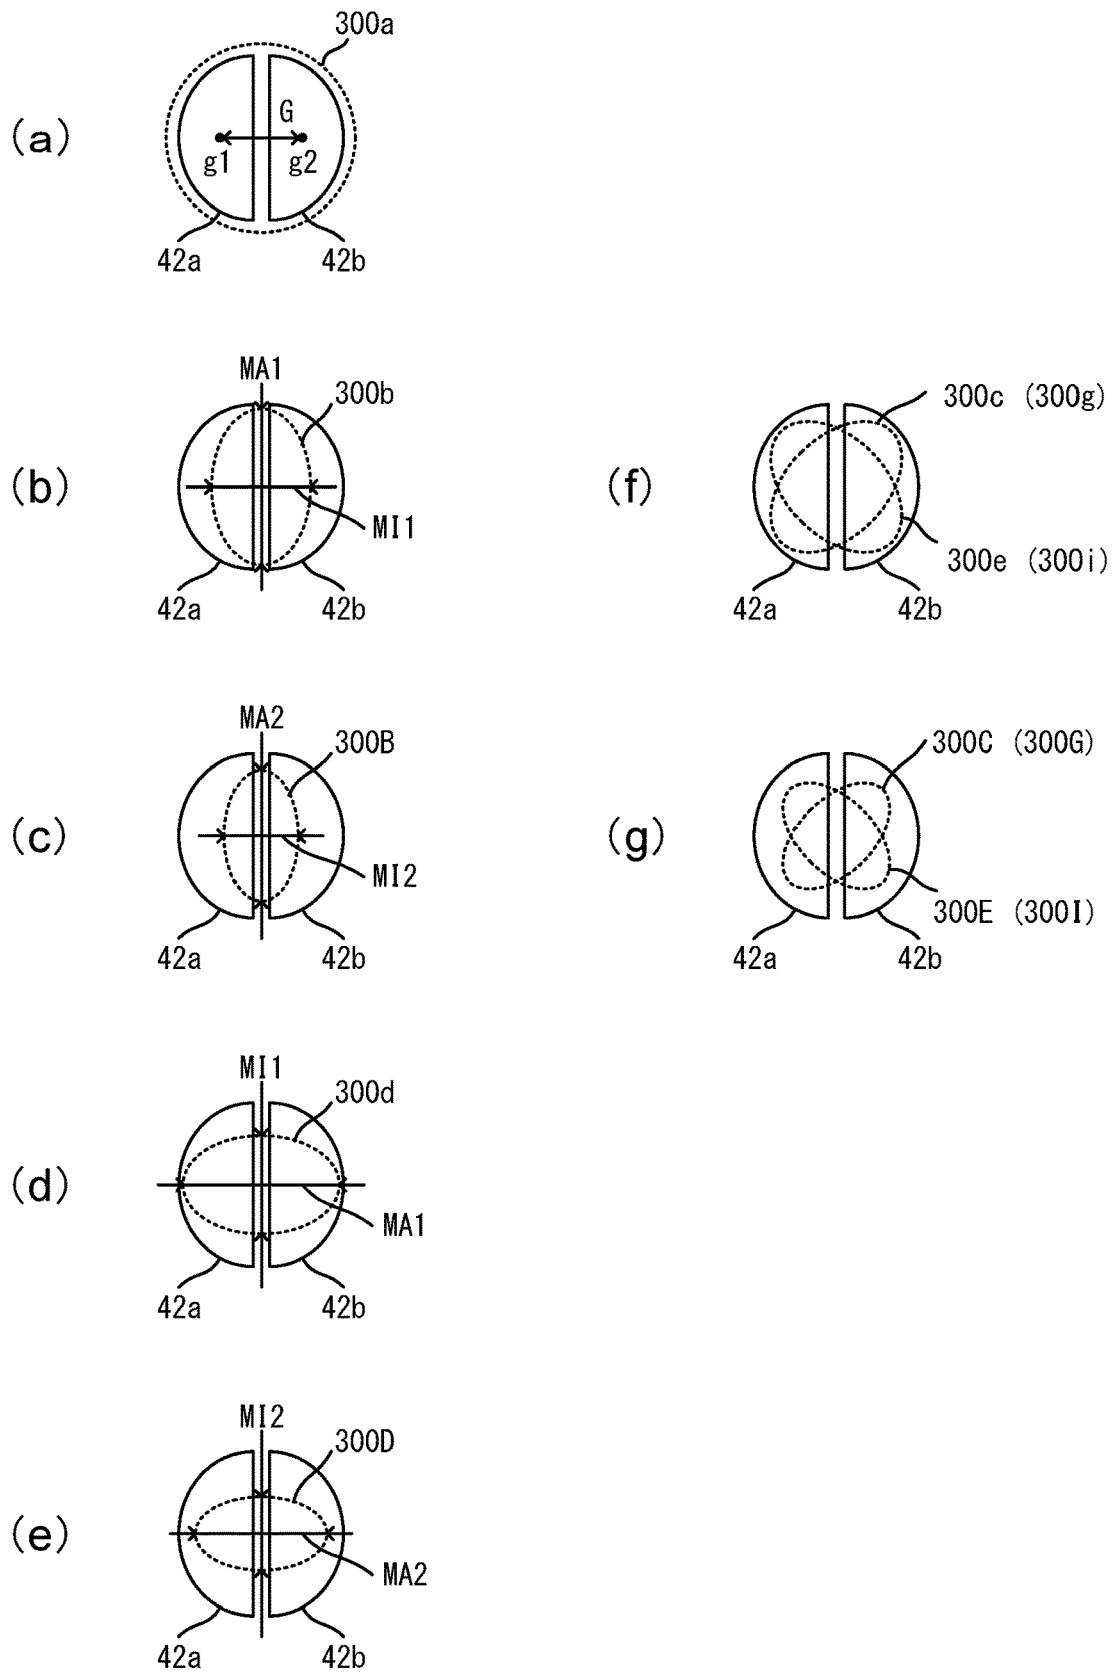 300a
(a)
G
g1
g2
42a
42b
MA1
300b
(b)
MI1
42a
42b
300c (300g)
(f)
300e (300i)
42a
42b
MA2
300B
(c)
MI2
42a
42b
300C (300G)
(g)
300E (300I)
42a
42b
MI1
300d
(d)
MA1
42a
42b
MI2
300D
(e)
MA2
42a
42b